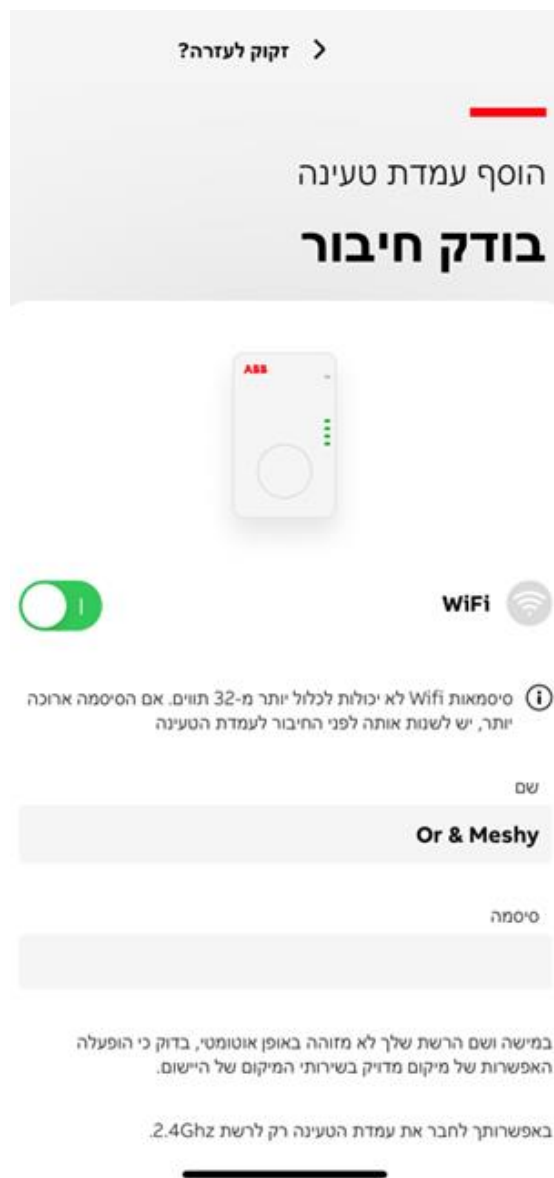 זקוק לעזרה?
הוסף עמדת טעינה
בודק חיבור
ABB
WiFi
סיסמאות Wifi לא יכולות לכלול יותר מ-32 תווים. אם הסיסמה ארוכה
יותר, יש לשנות אותה לפני החיבור לעמדת הטעינה
שם
Or & Meshy
סיסמה
במישה ושם הרשת שלך לא מזוהה באופן אוטומטי, בדוק כי הופעלה
האפשרות של מיקום מדויק בשירותי המיקום של היישום.
באפשרותך לחבר את עמדת הטעינה רק לרשת 2.4Ghz.